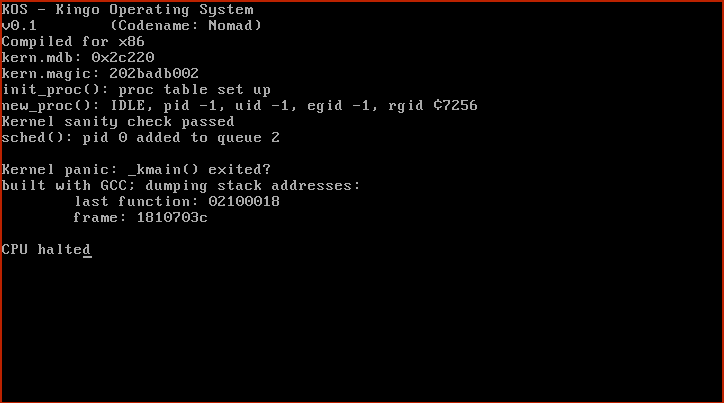 KOS - Kingo Operating System
v0.1        (Codename: Nomad)
Compiled for x86
kern.mdb: 0x2c220
kern.magic: 202badb002
init_proc(): proc table set up
new_proc(): IDLE, pid -1, uid -1, egid -1, rgid ¢7256
Kernel sanity check passed
sched(): pid 0 added to queue 2
Kernel panic: _kmain() exited?
built with GCC; dumping stack addresses:
        last function: 02100018
        frame: 1810703c
CPU halted